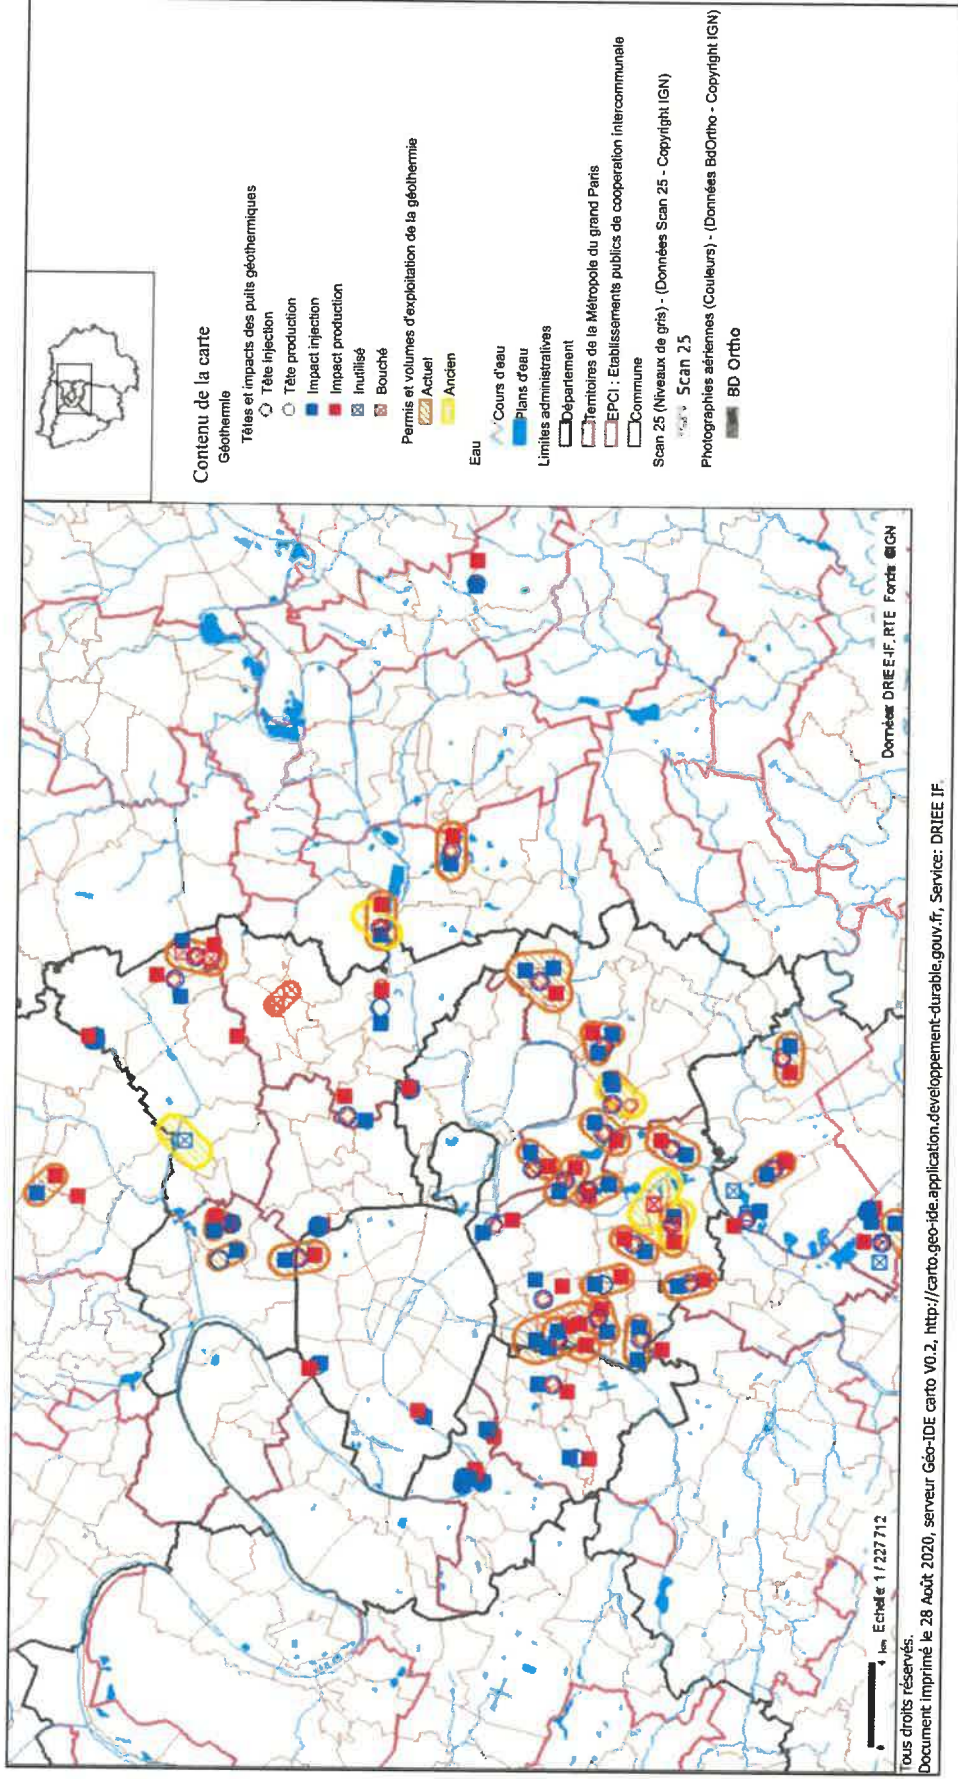 Contenu de la carte
Géothermie
Têtes et impacts des puits géothermiques
Tête injection
Tête production
Impact injection
Impact production
Inutilisé
Bouché
Permis et volumes d'exploitation de la géothermie
Actuel
Ancien
Eau
Cours d'eau
Plans d'eau
Limites administratives
Département
Territoires de la Métropole du grand Paris
EPCI : Etablissements publics de cooperation intercommunale
Commune
Scan 25 (Niveaux de gris) - (Données Scan 25 - Copyright IGN)
Scan 25
Photographies aériennes (Couleurs) - (Données BdOrtho - Copyright IGN)
BD Ortho
Données DRIEE-IF, RTE Fonds ©IGN
4 km Echelle 1 / 227 712
Tous droits réservés.
Document imprimé le 28 Août 2020, serveur Géo-IDE carto V0.2, http://carto.geo-ide.application.developpement-durable.gouv.fr, Service: DRIEE IF.